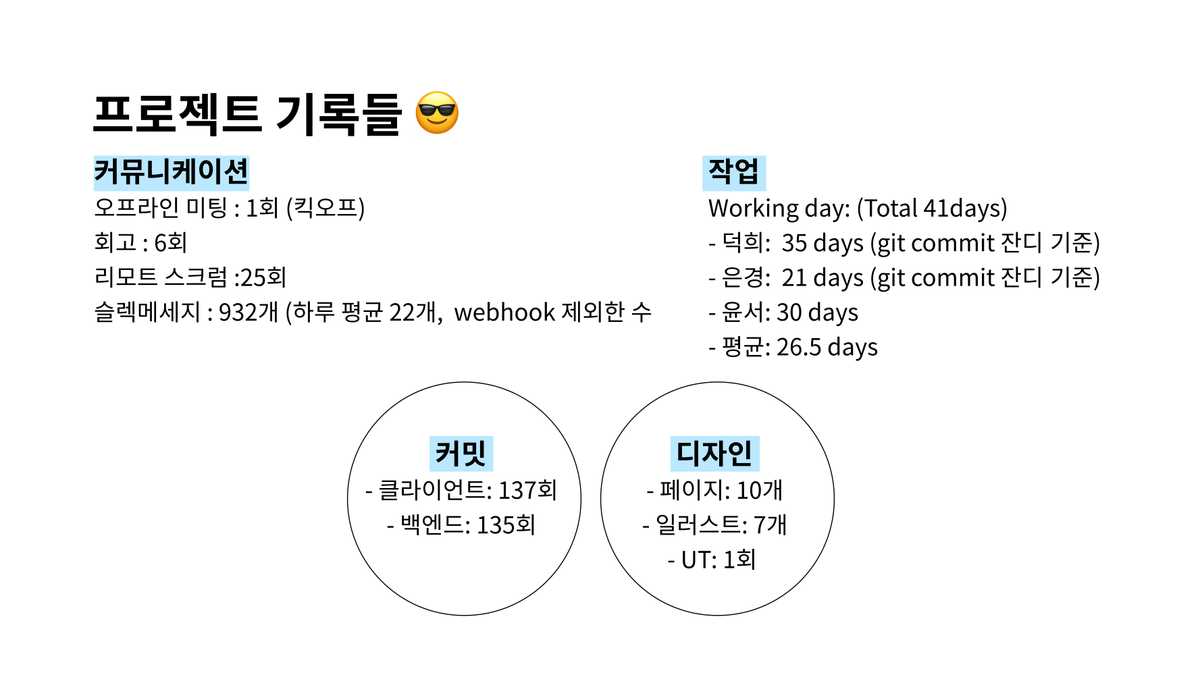 프로젝트 기록들 😎
커뮤니케이션
오프라인 미팅 : 1회 (킥오프)
회고 : 6회
리모트 스크럼 :25회
슬렉메세지 : 932개 (하루 평균 22개,  webhook 제외한 수
작업
Working day: (Total 41days)
- 덕희:  35 days (git commit 잔디 기준)
- 은경:  21 days (git commit 잔디 기준)
- 윤서: 30 days
- 평균: 26.5 days
커밋
- 클라이언트: 137회
- 백엔드: 135회
디자인
- 페이지: 10개
- 일러스트: 7개
- UT: 1회